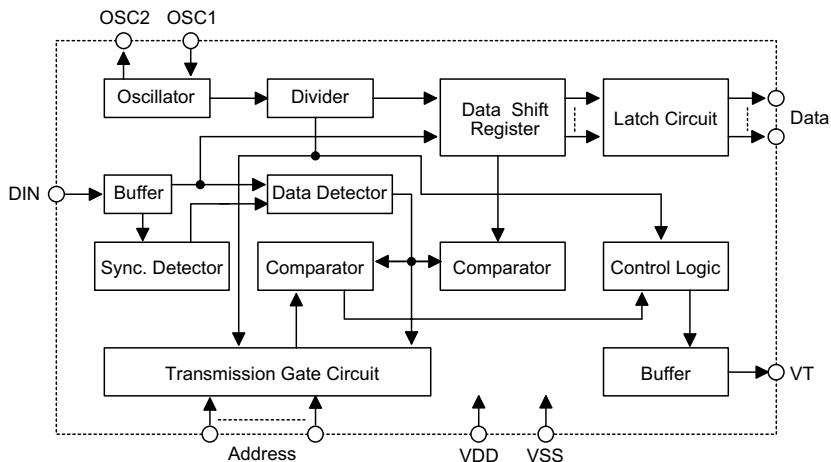 OSC2 OSC1
Oscillator
Divider
Data Shift
Register
Latch Circuit
Data
DIN
Buffer
Data Detector
Sync. Detector
Comparator
Comparator
Control Logic
Transmission Gate Circuit
Buffer
VT
Address
VDD
VSS